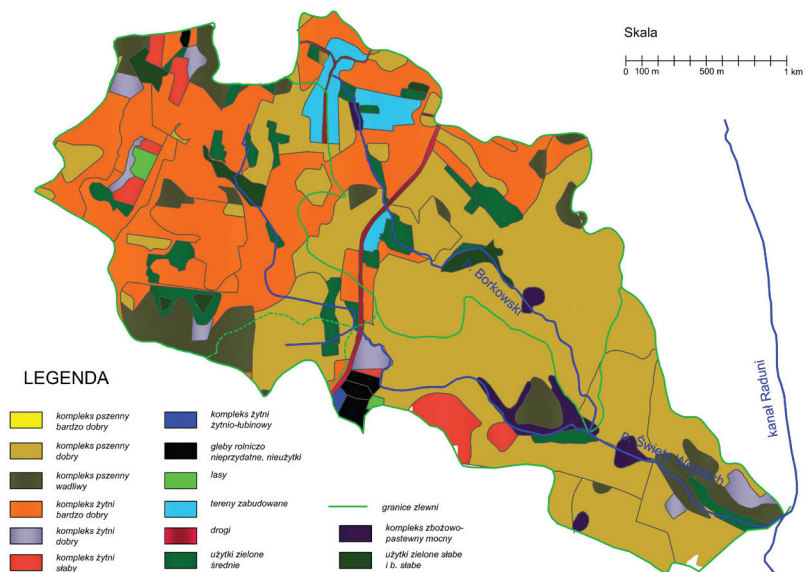 Skala
0 100 m 500 m 1 km
p. Borkowski
kanał Raduni
p. Święty Wojciech
LEGENDA
kompleks pszenny
bardzo dobry
kompleks pszenny
dobry
kompleks pszenny
wadliwy
kompleks żytni
bardzo dobry
kompleks żytni
dobry
kompleks żytni
słaby
kompleks żytni
żytnio-łubinowy
gleby rolniczo
nieprzydatne, nieużytki
lasy
tereny zabudowane
drogi
użytki zielone
średnie
granice zlewni
kompleks zbożowo-
pastewny mocny
użytki zielone słabe
i b. słabe